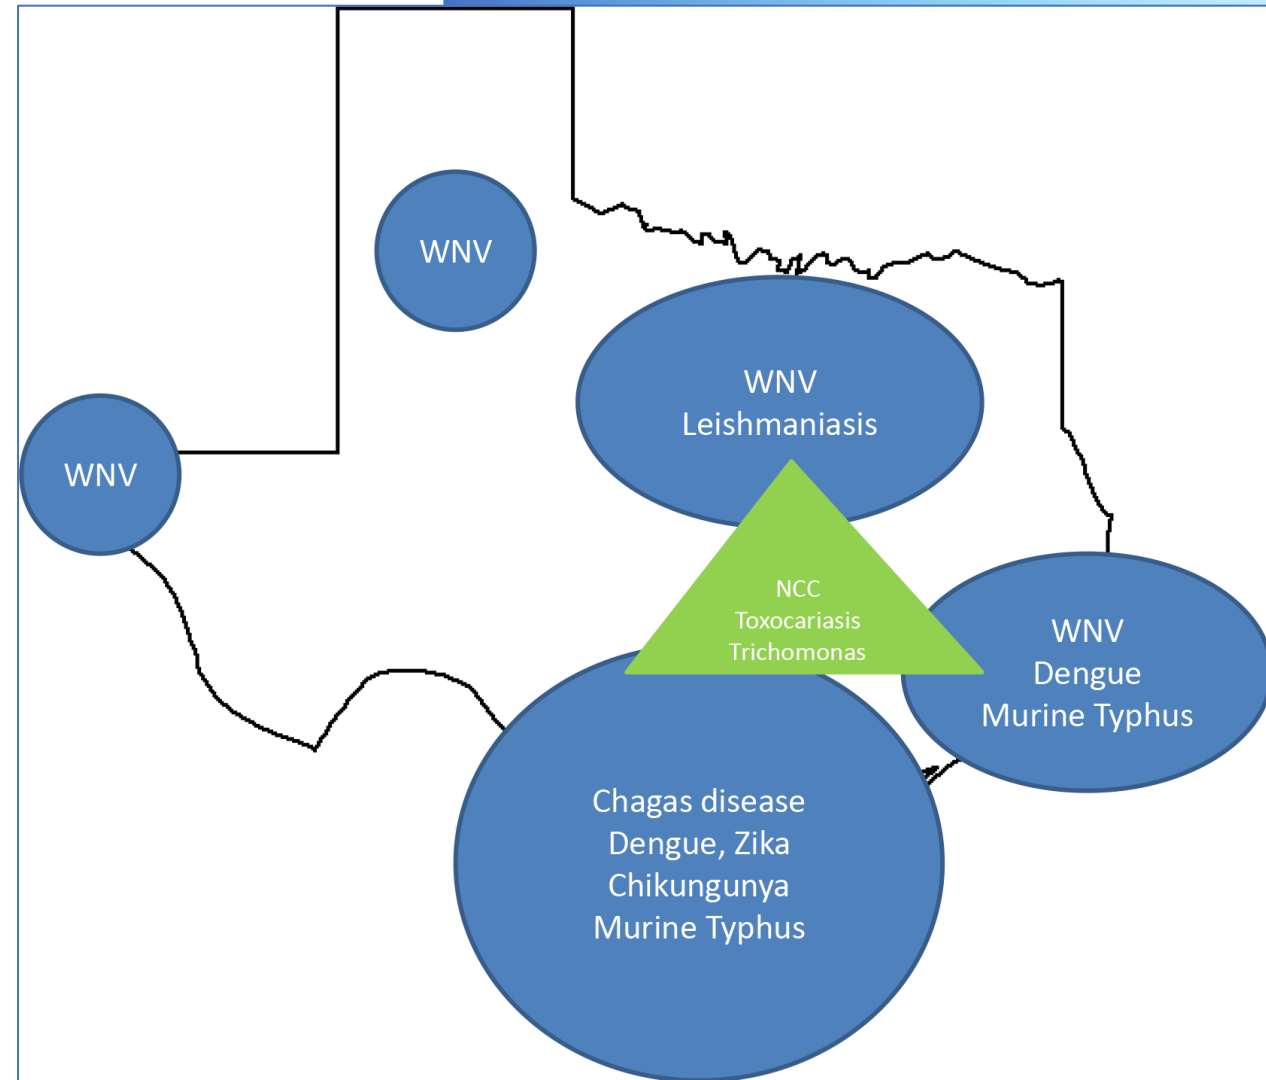 WNV
WNV
Leishmaniasis
WNV
NCC
Toxocariasis
Trichomonas
WNV
Dengue
Murine Typhus
Chagas disease
Dengue, Zika
Chikungunya
Murine Typhus